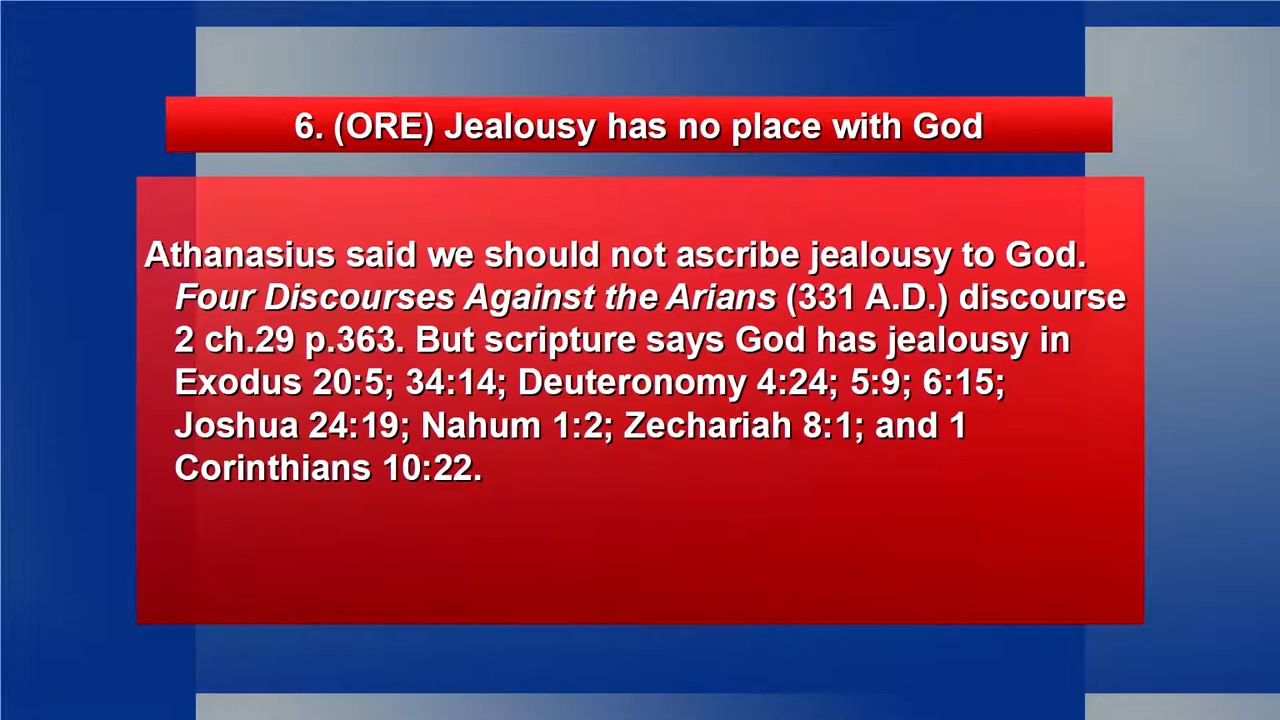 6. (ORE) Jealousy has no place with God
Athanasius said we should not ascribe jealousy to God.
Four Discourses Against the Arians (331 A.D.) discourse
2 ch.29 p.363. But scripture says God has jealousy in
Exodus 20:5; 34:14; Deuteronomy 4:24; 5:9; 6:15;
Joshua 24:19; Nahum 1:2; Zechariah 8:1; and 1
Corinthians 10:22.